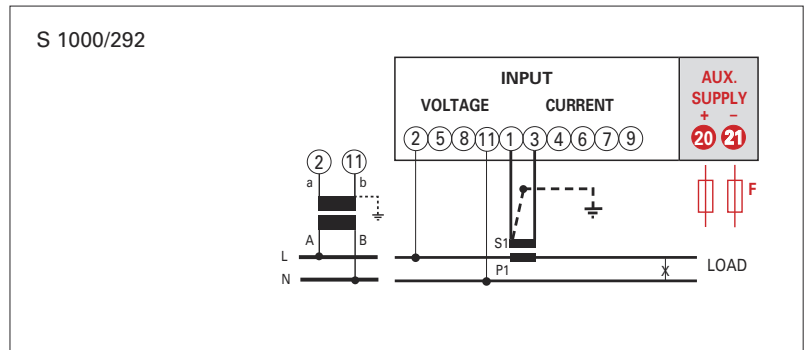 S 1000/292
INPUT
AUX.
SUPPLY
VOLTAGE CURRENT
+ –
2 5 8 11 1 3 4 6 7 9
20 21
2 11
a b
F
A B
S1
L
P1
LOAD
N
X